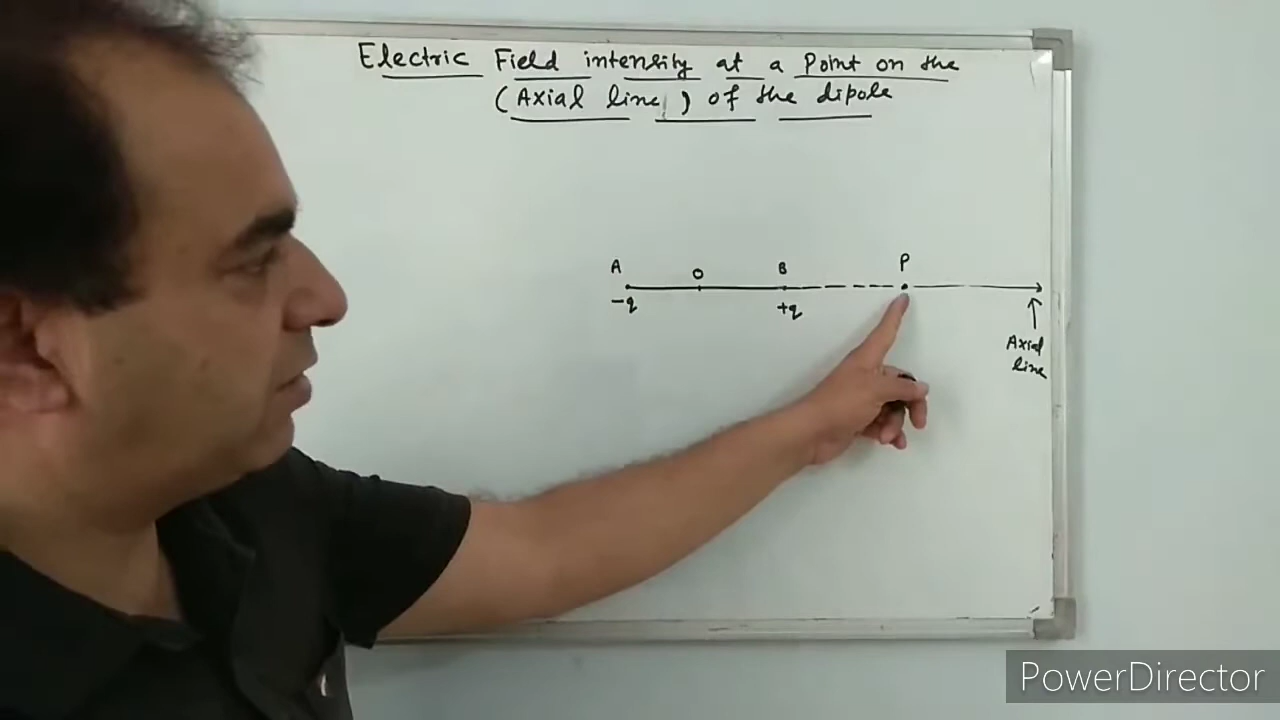 Electric Field intensity at a Point on the
(Axial line) of the dipole
A O B P
-q +q
Axial
line
PowerDirector